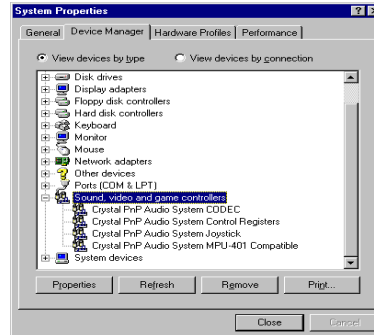 System Properties
General Device Manager Hardware Profiles Performance
View devices by type View devices by connection
Disk drives
Display adapters
Floppy disk controllers
Hard disk controllers
Keyboard
Monitor
Mouse
Network adapters
Other devices
Ports (COM & LPT)
Sound, video and game controllers
Crystal PnP Audio System CODEC
Crystal PnP Audio System Control Registers
Crystal PnP Audio System Joystick
Crystal PnP Audio System MPU-401 Compatible
System devices
Properties Refresh Remove Print...
Close Cancel